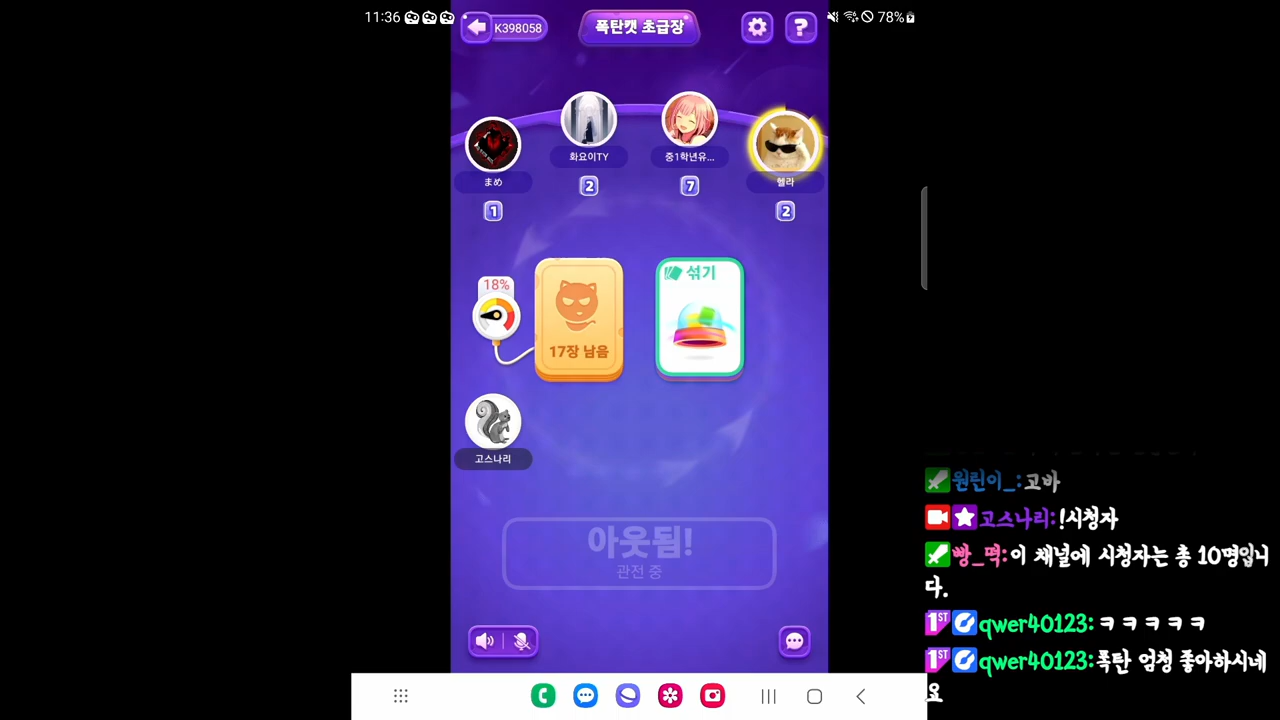 11:36
K398058
폭탄캣 초급장
?
78%
まめ
화요이TY
중1학년유...
헬라
1
2
7
2
18%
17장 남음
섞기
고스나리
아웃됨!
관전 중
원린이_:고바
고스나리:!시청자
빵_떡:이 채널에 시청자는 총 10명입니
다.
1ST qwer40123:ㅋㅋㅋㅋㅋ
1ST qwer40123:폭탄 엄청 좋아하시네
요